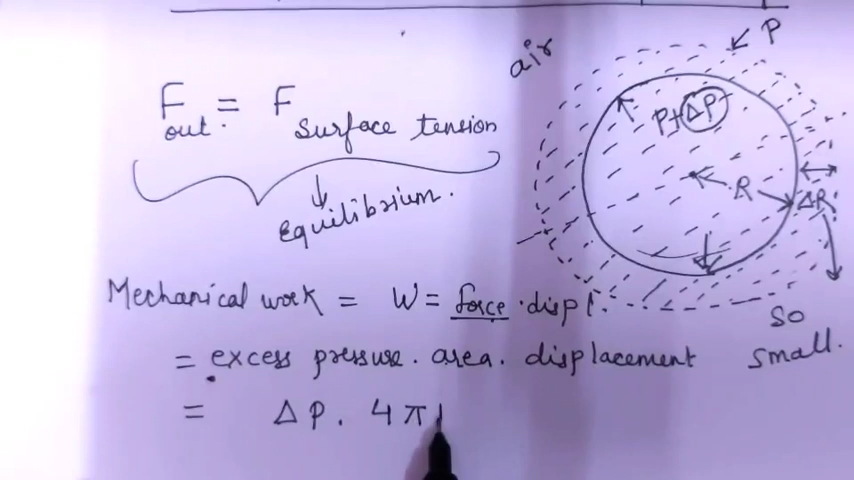 P
air
F out = F surface tension
P+ΔP
R
ΔR
Equilibrium.
Mechanical work = W = force . displ.
so small.
= excess pressure . area . displacement
= ΔP . 4π